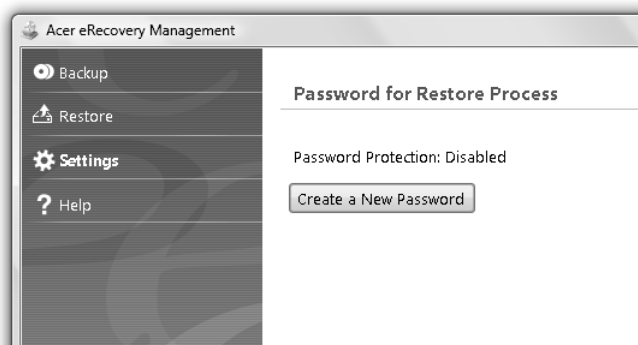 Acer eRecovery Management
Backup
Restore
Settings
Help
Password for Restore Process
Password Protection: Disabled
Create a New Password